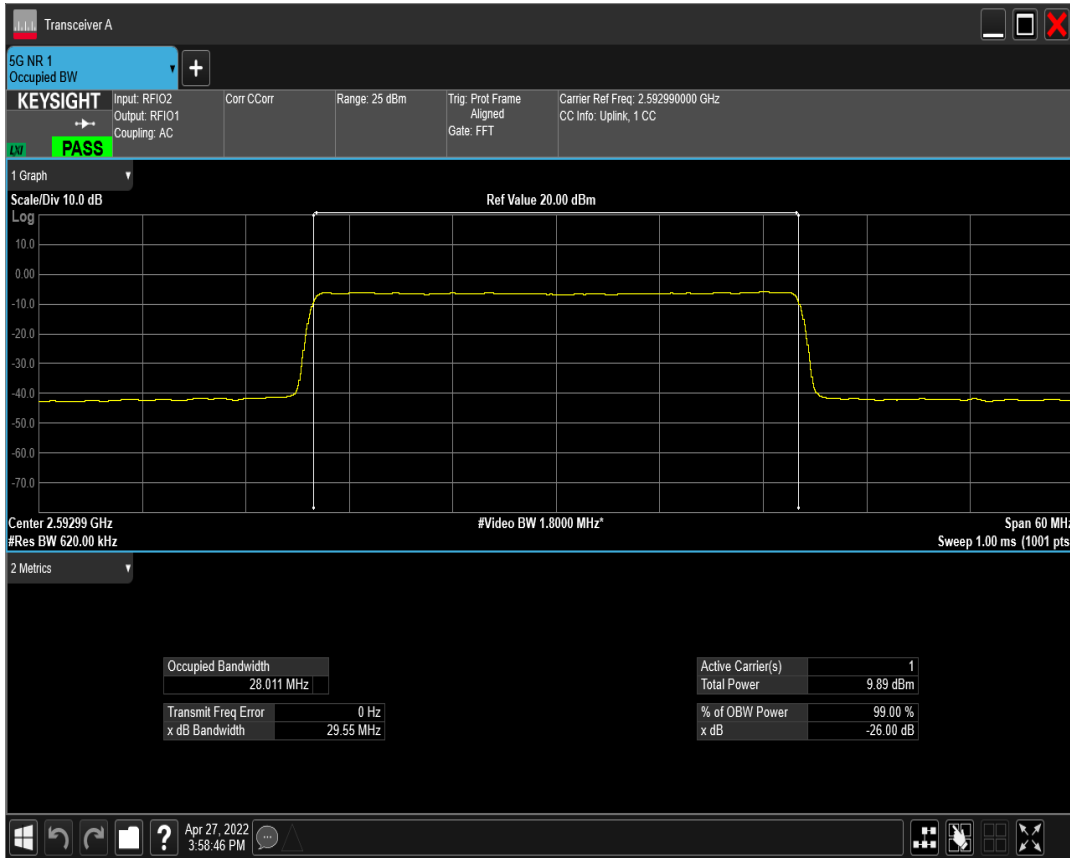 Transceiver A
5G NR 1
Occupied BW
KEYSIGHT
Input: RFIO2
Output: RFIO1
Coupling: AC
Corr CCorr
Range: 25 dBm
Trig: Prot Frame
Aligned
Gate: FFT
Carrier Ref Freq: 2.592990000 GHz
CC Info: Uplink, 1 CC
LXI
PASS
1 Graph
Scale/Div 10.0 dB
Ref Value 20.00 dBm
Log
10.0
0.00
-10.0
-20.0
-30.0
-40.0
-50.0
-60.0
-70.0
Center 2.59299 GHz
#Video BW 1.8000 MHz*
Span 60 MHz
#Res BW 620.00 kHz
Sweep 1.00 ms (1001 pts
2 Metrics
Occupied Bandwidth
28.011 MHz
Transmit Freq Error 0 Hz
x dB Bandwidth 29.55 MHz
Active Carrier(s) 1
Total Power 9.89 dBm
% of OBW Power 99.00 %
x dB -26.00 dB
?
Apr 27, 2022
3:58:46 PM